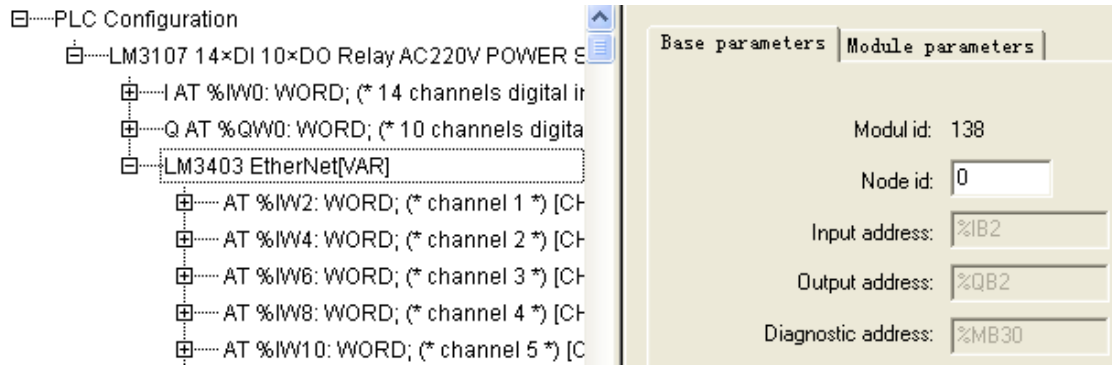 PLC Configuration
LM3107 14×DI 10×DO Relay AC220V POWER S
I AT %IW0: WORD; (* 14 channels digital in
Q AT %QW0: WORD; (* 10 channels digita
LM3403 EtherNet[VAR]
AT %IW2: WORD; (* channel 1 *) [CH
AT %IW4: WORD; (* channel 2 *) [CH
AT %IW6: WORD; (* channel 3 *) [CH
AT %IW8: WORD; (* channel 4 *) [CH
AT %IW10: WORD; (* channel 5 *) [C
Base parameters
Module parameters
Modul id: 138
Node id: 0
Input address: %IB2
Output address: %QB2
Diagnostic address: %MB30